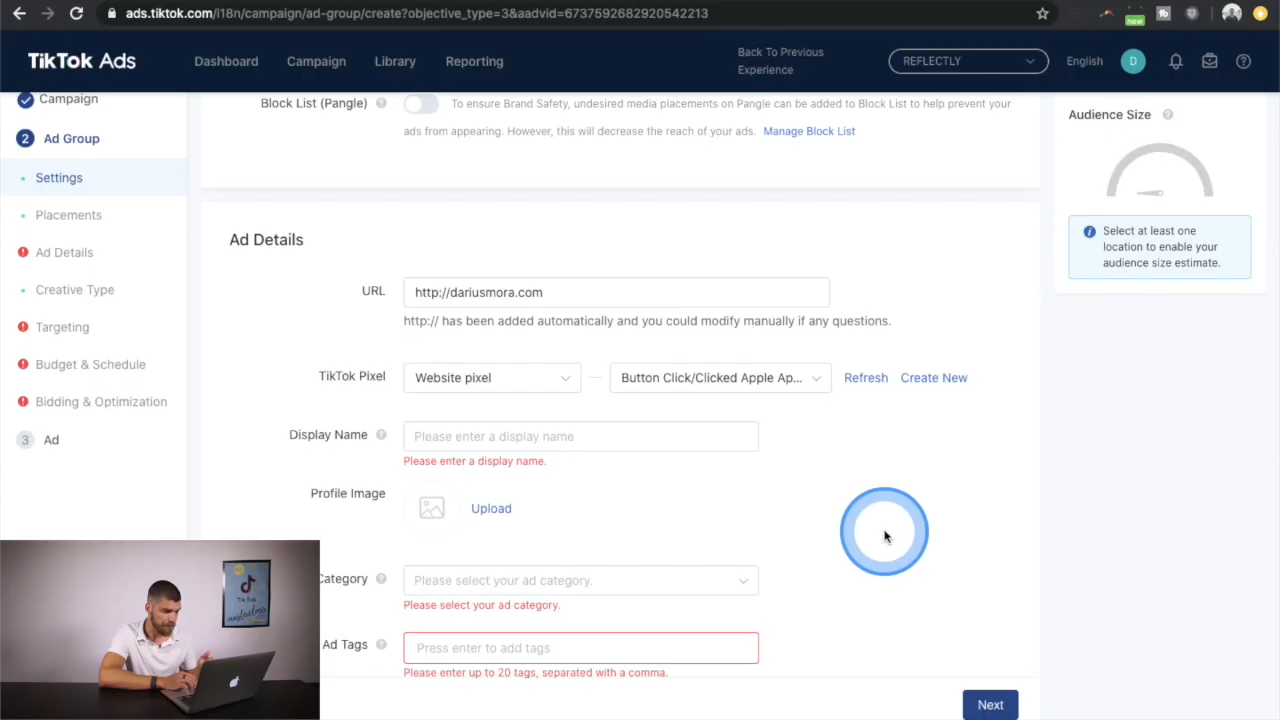 ads.tiktok.com/i18n/campaign/ad-group/create?objective_type=3&aadvid=6737592682920542213
new
TikTok Ads
Dashboard
Campaign
Library
Reporting
Back To Previous
Experience
REFLECTLY
English
D
Campaign
2 Ad Group
Settings
Placements
Ad Details
Creative Type
Targeting
Budget & Schedule
Bidding & Optimization
3 Ad
Block List (Pangle)
To ensure Brand Safety, undesired media placements on Pangle can be added to Block List to help prevent your
ads from appearing. However, this will decrease the reach of your ads. Manage Block List
Ad Details
URL
http://dariusmora.com
http:// has been added automatically and you could modify manually if any questions.
TikTok Pixel
Website pixel
Button Click/Clicked Apple Ap...
Refresh
Create New
Display Name
Please enter a display name
Please enter a display name.
Profile Image
Upload
Category
Please select your ad category.
Please select your ad category.
Ad Tags
Press enter to add tags
Please enter up to 20 tags, separated with a comma.
Next
Audience Size
Select at least one
location to enable your
audience size estimate.
Tik Tok